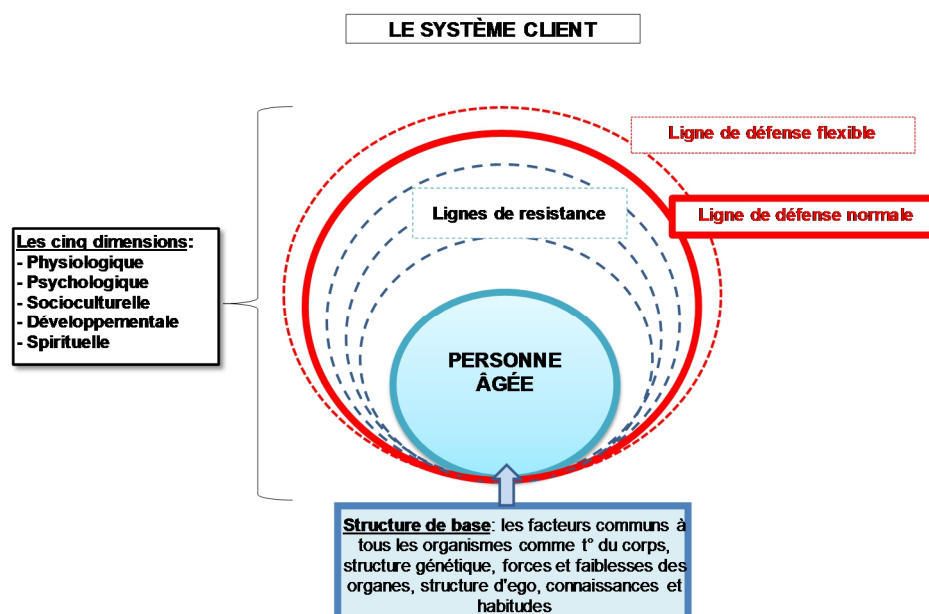 LE SYSTÈME CLIENT
Ligne de défense flexible
Lignes de resistance
Ligne de défense normale
Les cinq dimensions:
- Physiologique
- Psychologique
- Socioculturelle
- Développementale
- Spirituelle
PERSONNE
ÂGÉE
Structure de base: les facteurs communs à
tous les organismes comme t° du corps,
structure génétique, forces et faiblesses des
organes, structure d'ego, connaissances et
habitudes